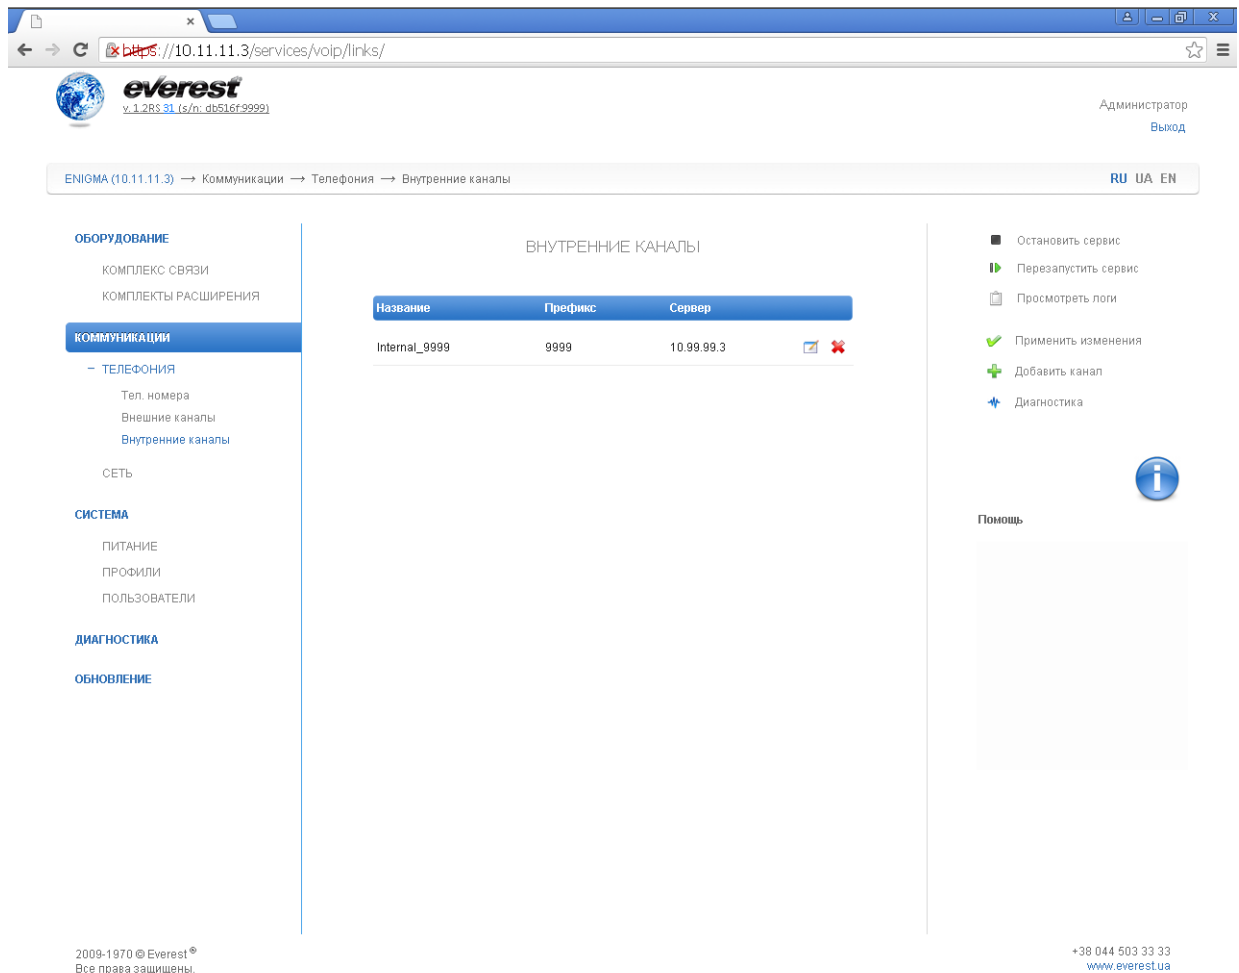 https://10.11.11.3/services/voip/links/
everest®
v. 1.2RS 31 (s/n: db516f:9999)
Администратор
Выход
ENIGMA (10.11.11.3) → Коммуникации → Телефония → Внутренние каналы
RU UA EN
ОБОРУДОВАНИЕ
КОМПЛЕКС СВЯЗИ
КОМПЛЕКТЫ РАСШИРЕНИЯ
КОММУНИКАЦИИ
− ТЕЛЕФОНИЯ
Тел. номера
Внешние каналы
Внутренние каналы
СЕТЬ
СИСТЕМА
ПИТАНИЕ
ПРОФИЛИ
ПОЛЬЗОВАТЕЛИ
ДИАГНОСТИКА
ОБНОВЛЕНИЕ
ВНУТРЕННИЕ КАНАЛЫ
Название Префикс Сервер
Internal_9999 9999 10.99.99.3
Остановить сервис
Перезапустить сервис
Просмотреть логи
Применить изменения
Добавить канал
Диагностика
Помощь
2009-1970 © Everest ®
Все права защищены.
+38 044 503 33 33
www.everest.ua